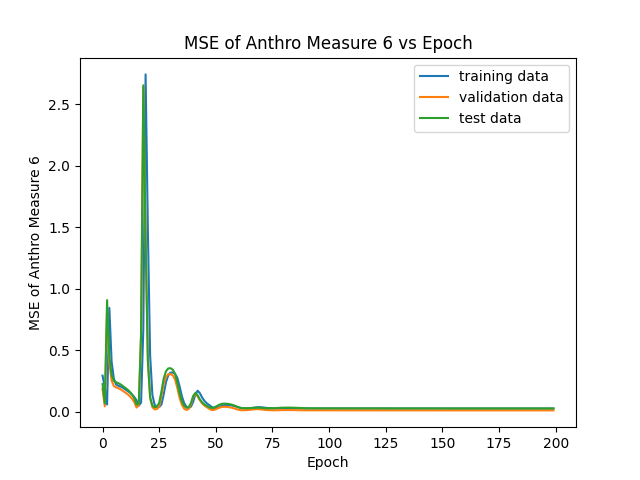 MSE of Anthro Measure 6 vs Epoch
training data
validation data
test data
MSE of Anthro Measure 6
2.5
2.0
1.5
1.0
0.5
0.0
0 25 50 75 100 125 150 175 200
Epoch